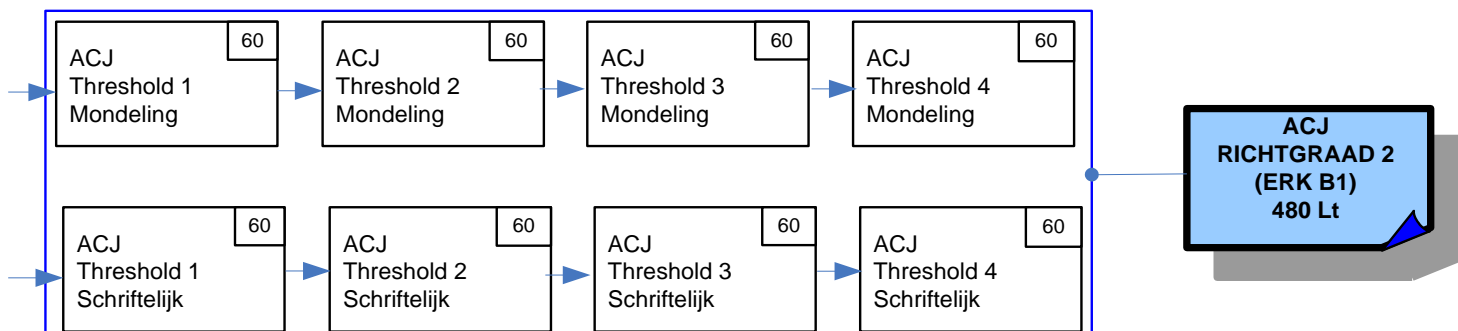 60
ACJ
Threshold 1
Mondeling
60
ACJ
Threshold 2
Mondeling
60
ACJ
Threshold 3
Mondeling
60
ACJ
Threshold 4
Mondeling
60
ACJ
Threshold 1
Schriftelijk
60
ACJ
Threshold 2
Schriftelijk
60
ACJ
Threshold 3
Schriftelijk
60
ACJ
Threshold 4
Schriftelijk
ACJ
RICHTGRAAD 2
(ERK B1)
480 Lt